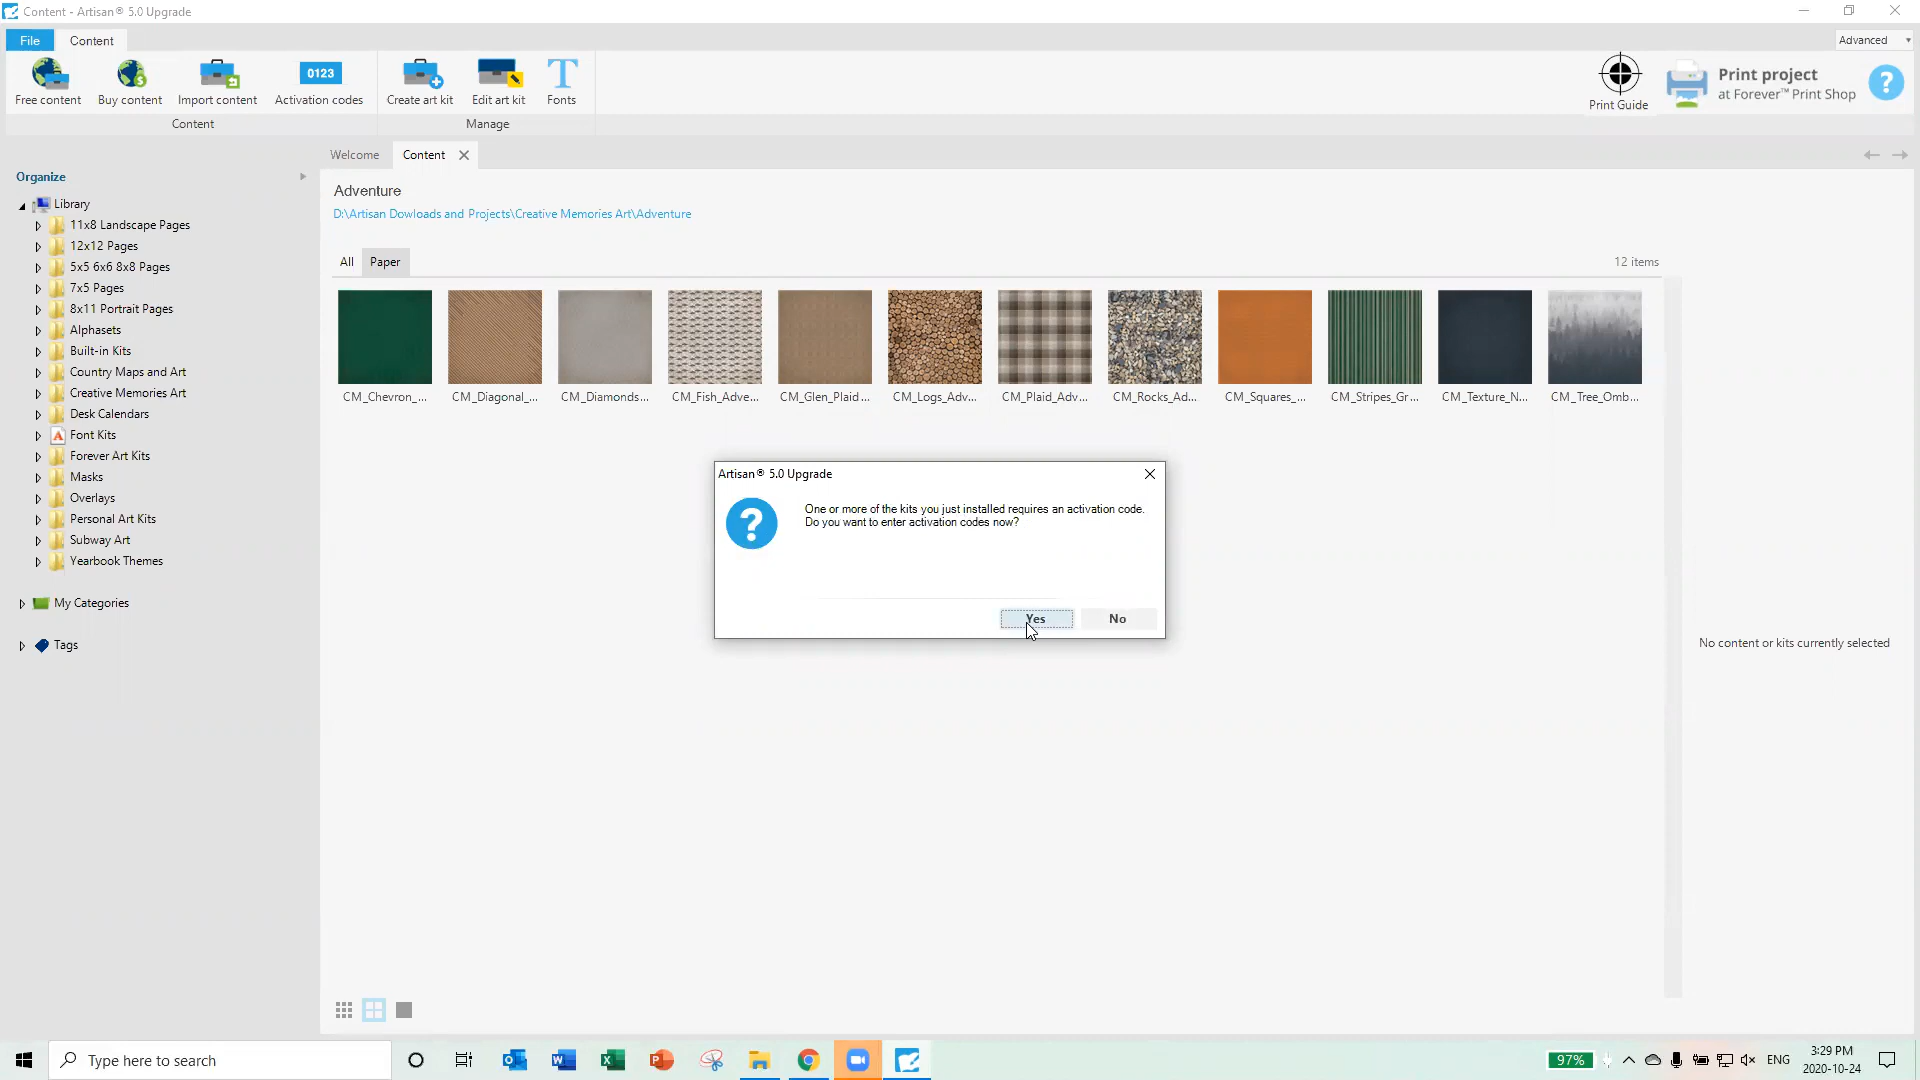 Content - Artisan® 5.0 Upgrade
File
Content
Advanced
Free content
Buy content
Import content
0123
Activation codes
Create art kit
Edit art kit
Fonts
Content
Manage
Print Guide
Print project
at Forever™ Print Shop
Organize
Library
11x8 Landscape Pages
12x12 Pages
5x5 6x6 8x8 Pages
7x5 Pages
8x11 Portrait Pages
Alphasets
Built-in Kits
Country Maps and Art
Creative Memories Art
Desk Calendars
Font Kits
Forever Art Kits
Masks
Overlays
Personal Art Kits
Subway Art
Yearbook Themes
My Categories
Tags
Welcome
Content
Adventure
D:\Artisan Dowloads and Projects\Creative Memories Art\Adventure
All
Paper
12 items
CM_Chevron_...
CM_Diagonal_...
CM_Diamonds...
CM_Fish_Adve...
CM_Glen_Plaid...
CM_Logs_Adv...
CM_Plaid_Adv...
CM_Rocks_Ad...
CM_Squares_...
CM_Stripes_Gr...
CM_Texture_N...
CM_Tree_Omb...
Artisan® 5.0 Upgrade
One or more of the kits you just installed requires an activation code.
Do you want to enter activation codes now?
Yes
No
No content or kits currently selected
Type here to search
97%
ENG
3:29 PM
2020-10-24